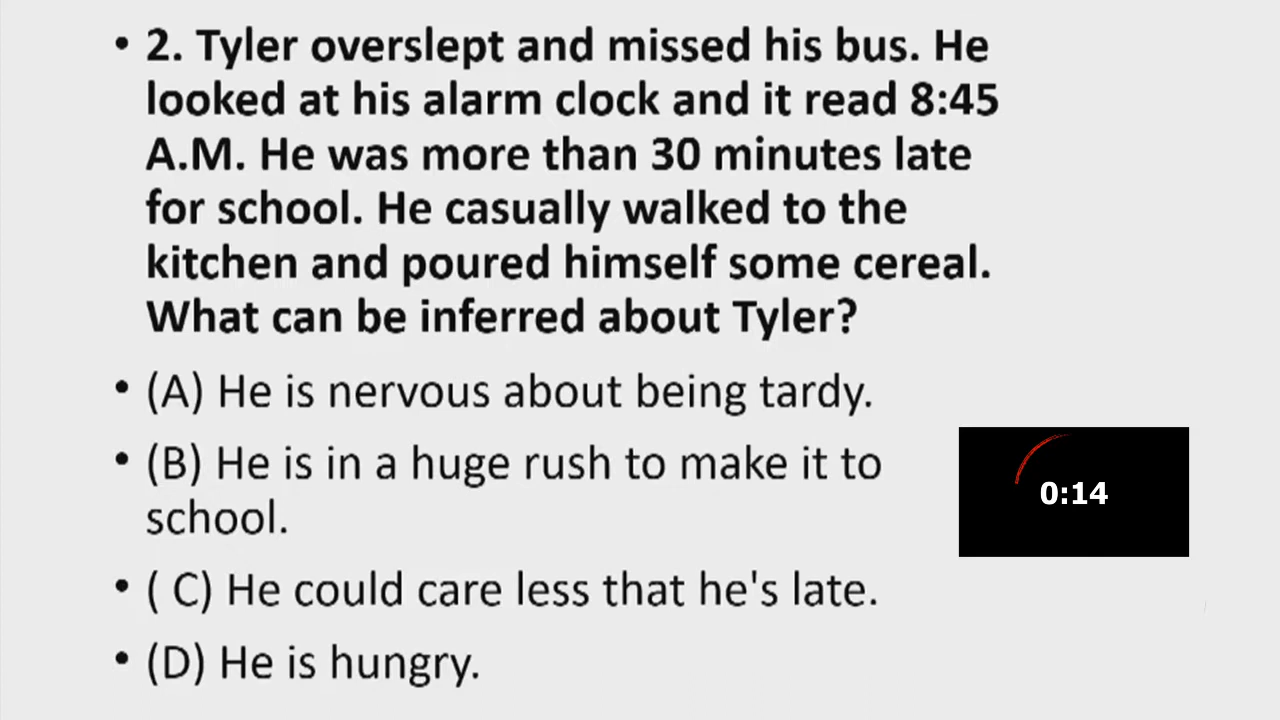 • 2. Tyler overslept and missed his bus. He
looked at his alarm clock and it read 8:45
A.M. He was more than 30 minutes late
for school. He casually walked to the
kitchen and poured himself some cereal.
What can be inferred about Tyler?
• (A) He is nervous about being tardy.
• (B) He is in a huge rush to make it to
school.
0:14
• ( C) He could care less that he's late.
• (D) He is hungry.